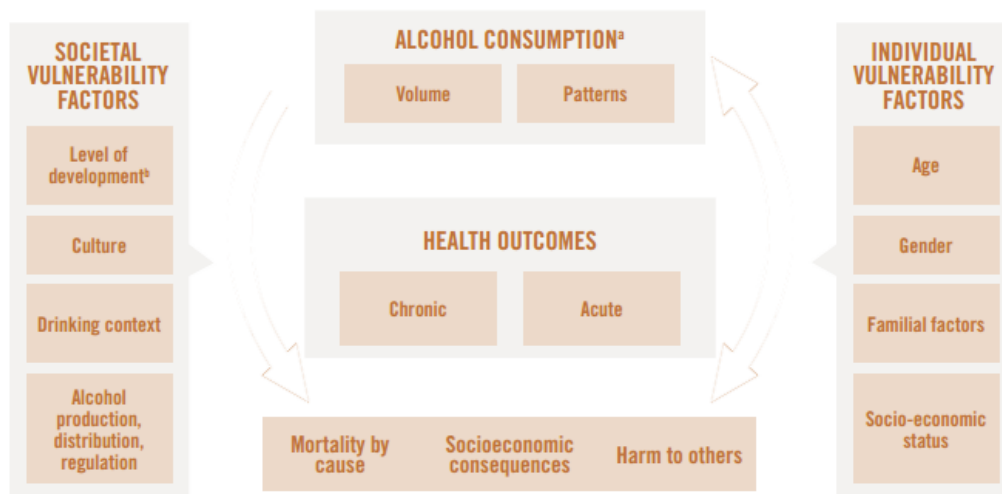 SOCIETAL
VULNERABILITY
FACTORS
Level of
developmentᵇ
Culture
Drinking context
Alcohol
production,
distribution,
regulation
ALCOHOL CONSUMPTIONᵃ
Volume
Patterns
HEALTH OUTCOMES
Chronic
Acute
Mortality by
cause
Socioeconomic
consequences
Harm to others
INDIVIDUAL
VULNERABILITY
FACTORS
Age
Gender
Familial factors
Socio-economic
status